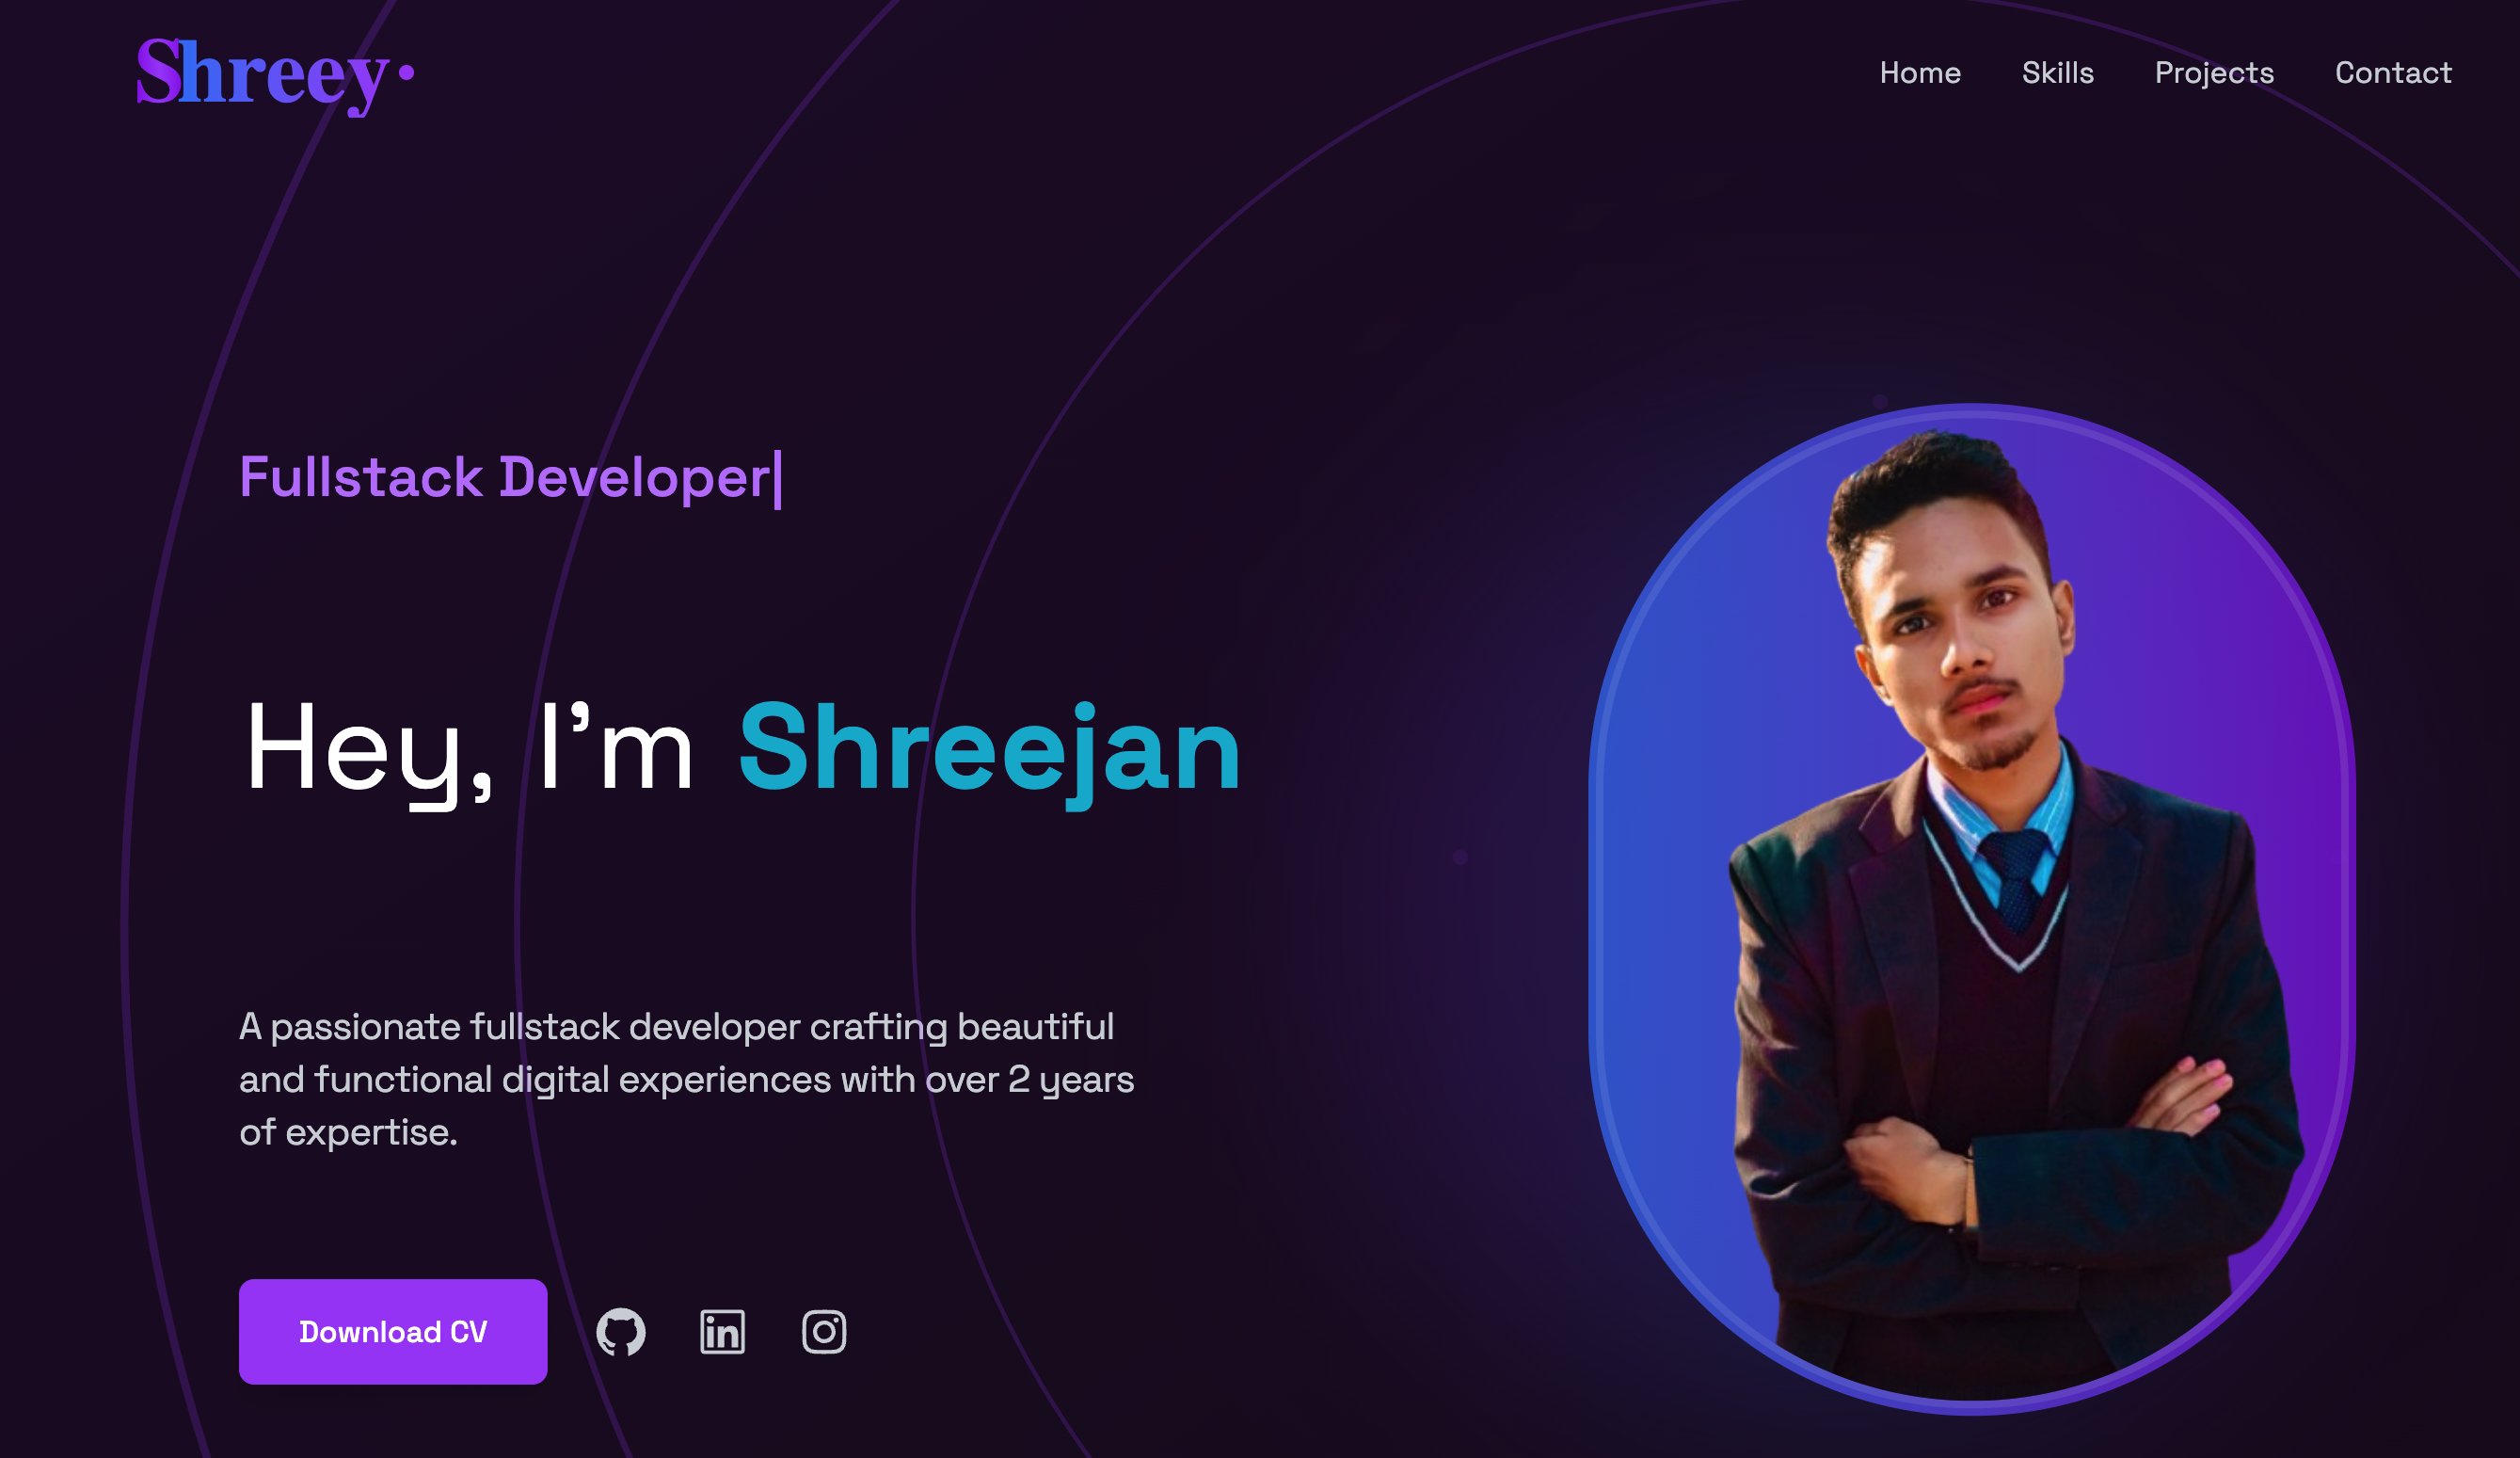 Shreey
Home Skills Projects Contact
Fullstack Developer
Hey, I’m Shreejan
A passionate fullstack developer crafting beautiful
and functional digital experiences with over 2 years
of expertise.
Download CV